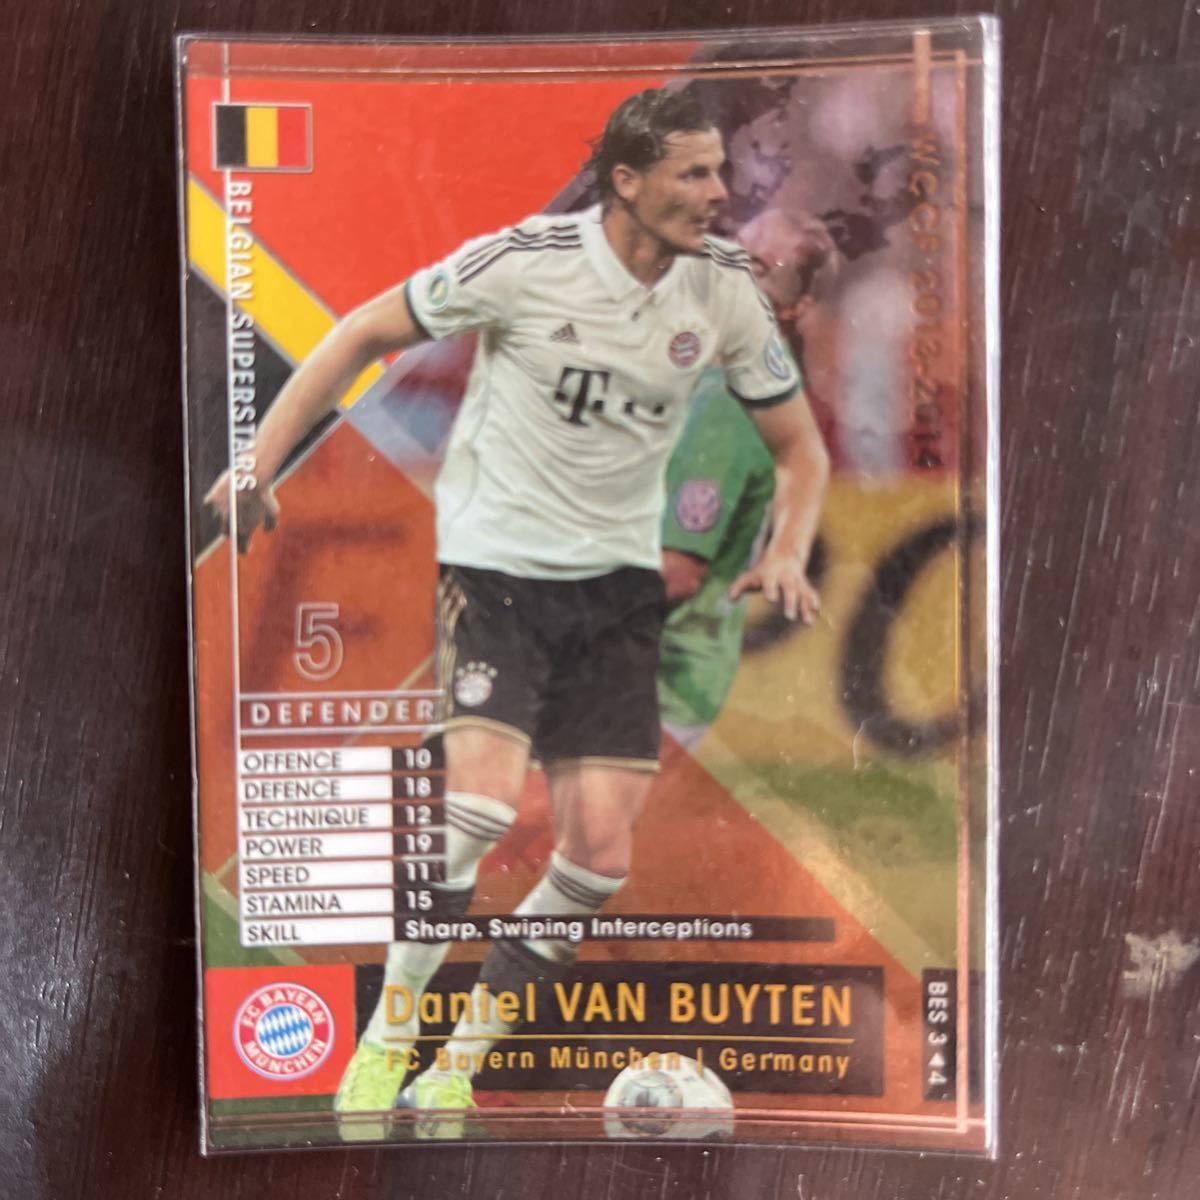 WCCF 2013-2014
BELGIAN SUPERSTARS
T
5
DEFENDER
OFFENCE 10
DEFENCE 18
TECHNIQUE 12
POWER 19
SPEED 11
STAMINA 15
SKILL Sharp. Swiping Interceptions
FC BAYERN MÜNCHEN
Daniel VAN BUYTEN
FC Bayern München | Germany
BES 3◀4